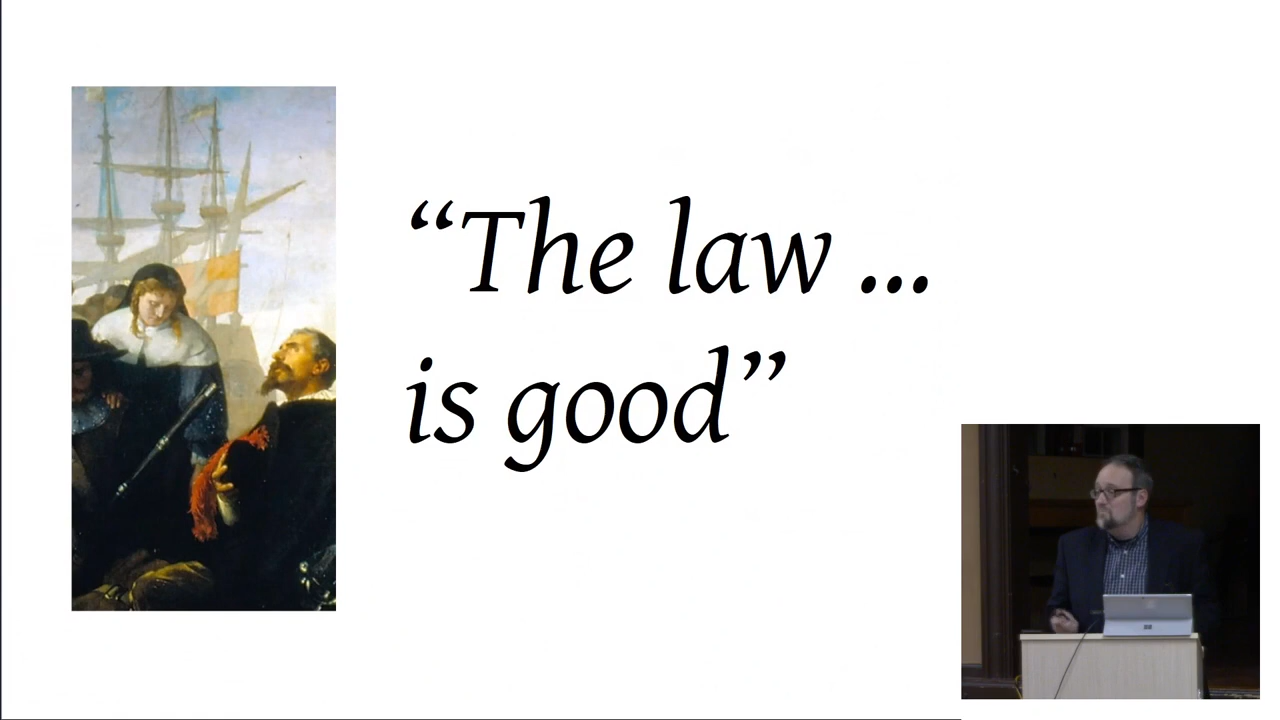 “The law ...
is good”